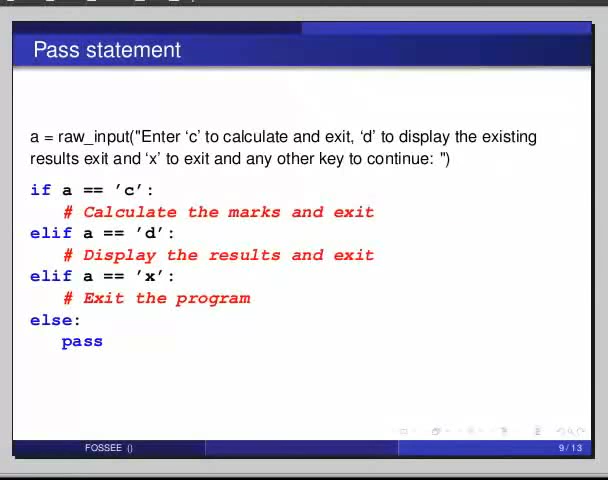 Pass statement
a = raw_input("Enter ‘c’ to calculate and exit, ‘d’ to display the existing
results exit and ‘x’ to exit and any other key to continue: ")
if a == ’c’:
# Calculate the marks and exit
elif a == ’d’:
# Display the results and exit
elif a == ’x’:
# Exit the program
else:
pass
FOSSEE ()
9 / 13